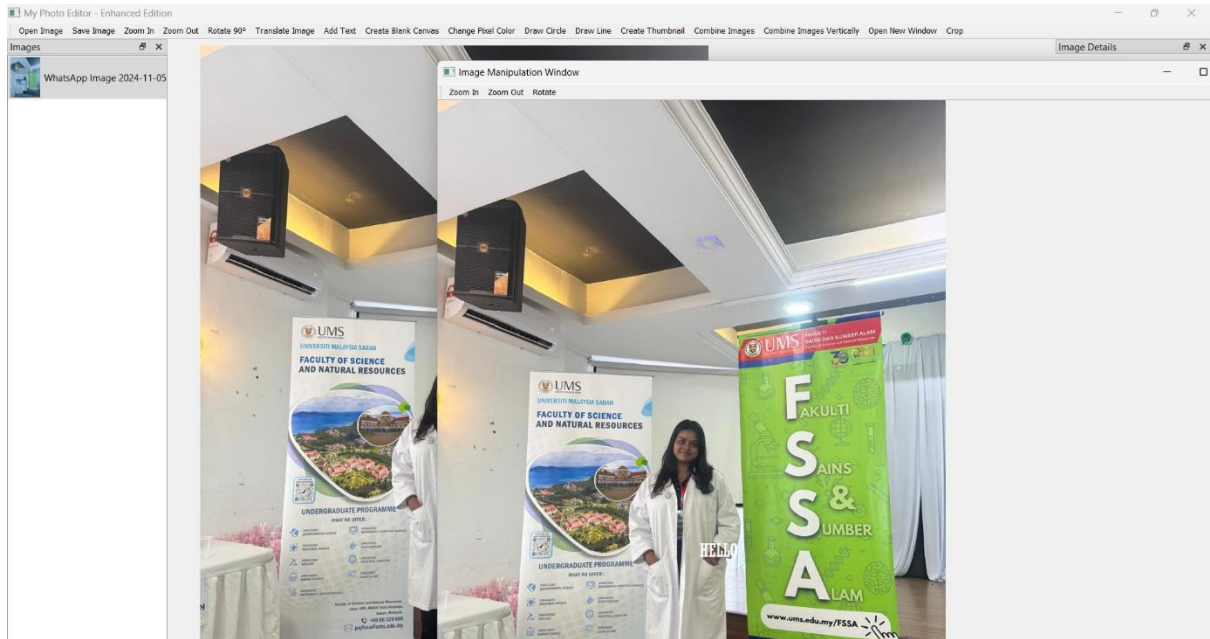 My Photo Editor - Enhanced Edition
Open Image Save Image Zoom In Zoom Out Rotate 90° Translate Image Add Text Create Blank Canvas Change Pixel Color Draw Circle Draw Line Create Thumbnail Combine Images Combine Images Vertically Open New Window Crop
Images
WhatsApp Image 2024-11-05
Image Details
Image Manipulation Window
Zoom In Zoom Out Rotate
UMS
UNIVERSITI MALAYSIA SABAH
FACULTY OF SCIENCE
AND NATURAL RESOURCES
UNDERGRADUATE PROGRAMME
WHAT WE OFFER :
UMS
UNIVERSITI MALAYSIA SABAH
FACULTY OF SCIENCE
AND NATURAL RESOURCES
UNDERGRADUATE PROGRAMME
WHAT WE OFFER :
HELLO
UMS
FAKULTI
SAINS DAN SUMBER ALAM
FAKULTI
SAINS
&
SUMBER
ALAM
www.ums.edu.my/FSSA